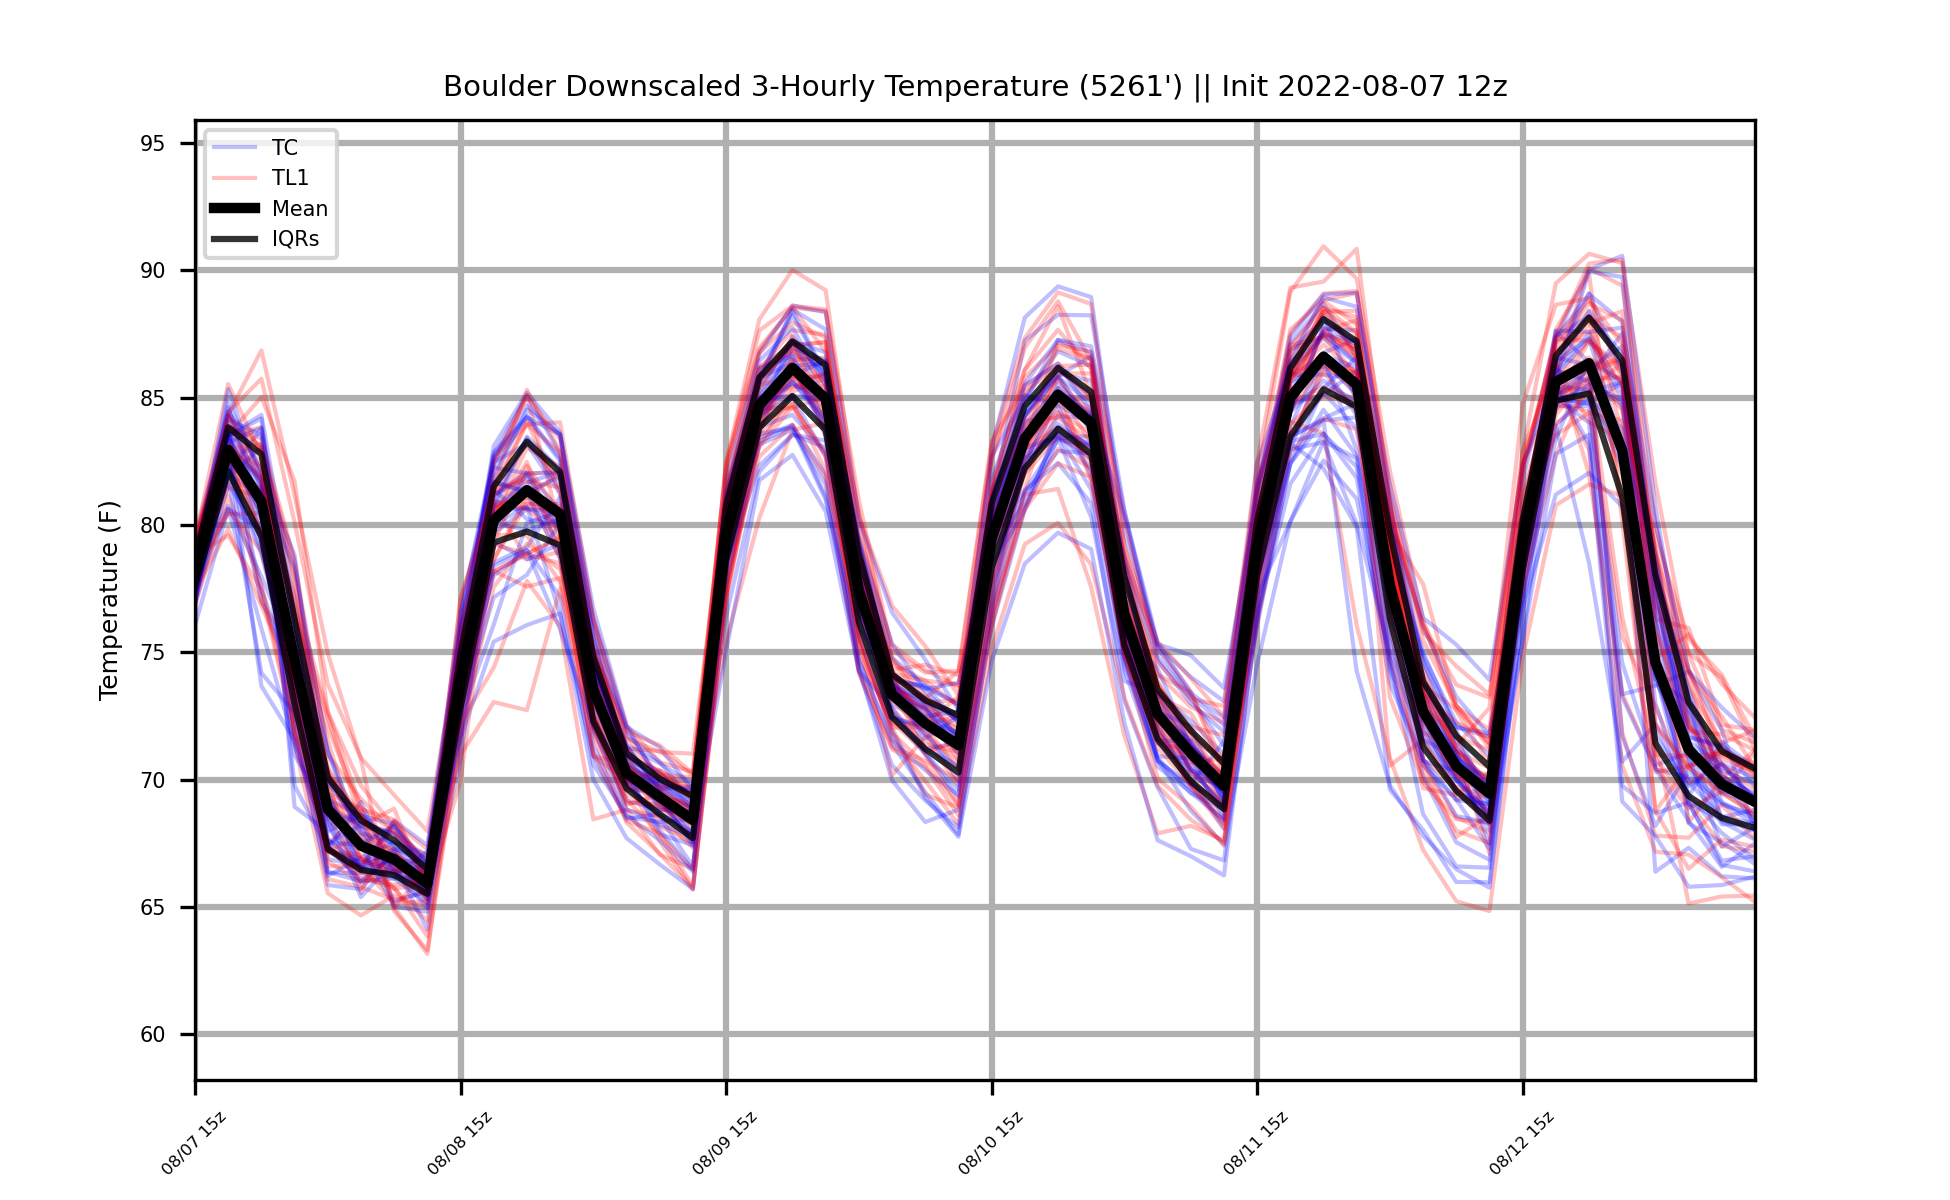 Boulder Downscaled 3-Hourly Temperature (5261') || Init 2022-08-07 12z
TC
TL1
Mean
IQRs
Temperature (F)
95
90
85
80
75
70
65
60
08/07 15z
08/08 15z
08/09 15z
08/10 15z
08/11 15z
08/12 15z